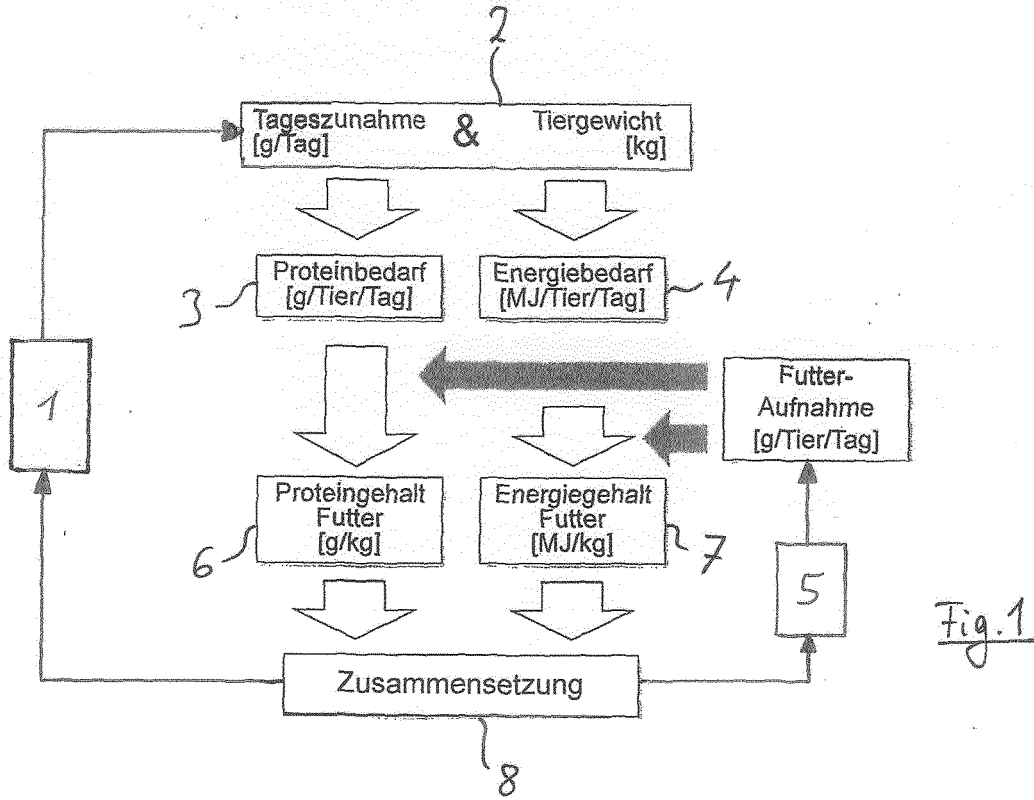 2
Tageszunahme & Tiergewicht
[g/Tag] [kg]
Proteinbedarf
[g/Tier/Tag]
3
Energiebedarf
[MJ/Tier/Tag]
4
1
Futter-
Aufnahme
[g/Tier/Tag]
Proteingehalt
Futter
[g/kg]
6
Energiegehalt
Futter
[MJ/kg]
7
5
Fig. 1
Zusammensetzung
8